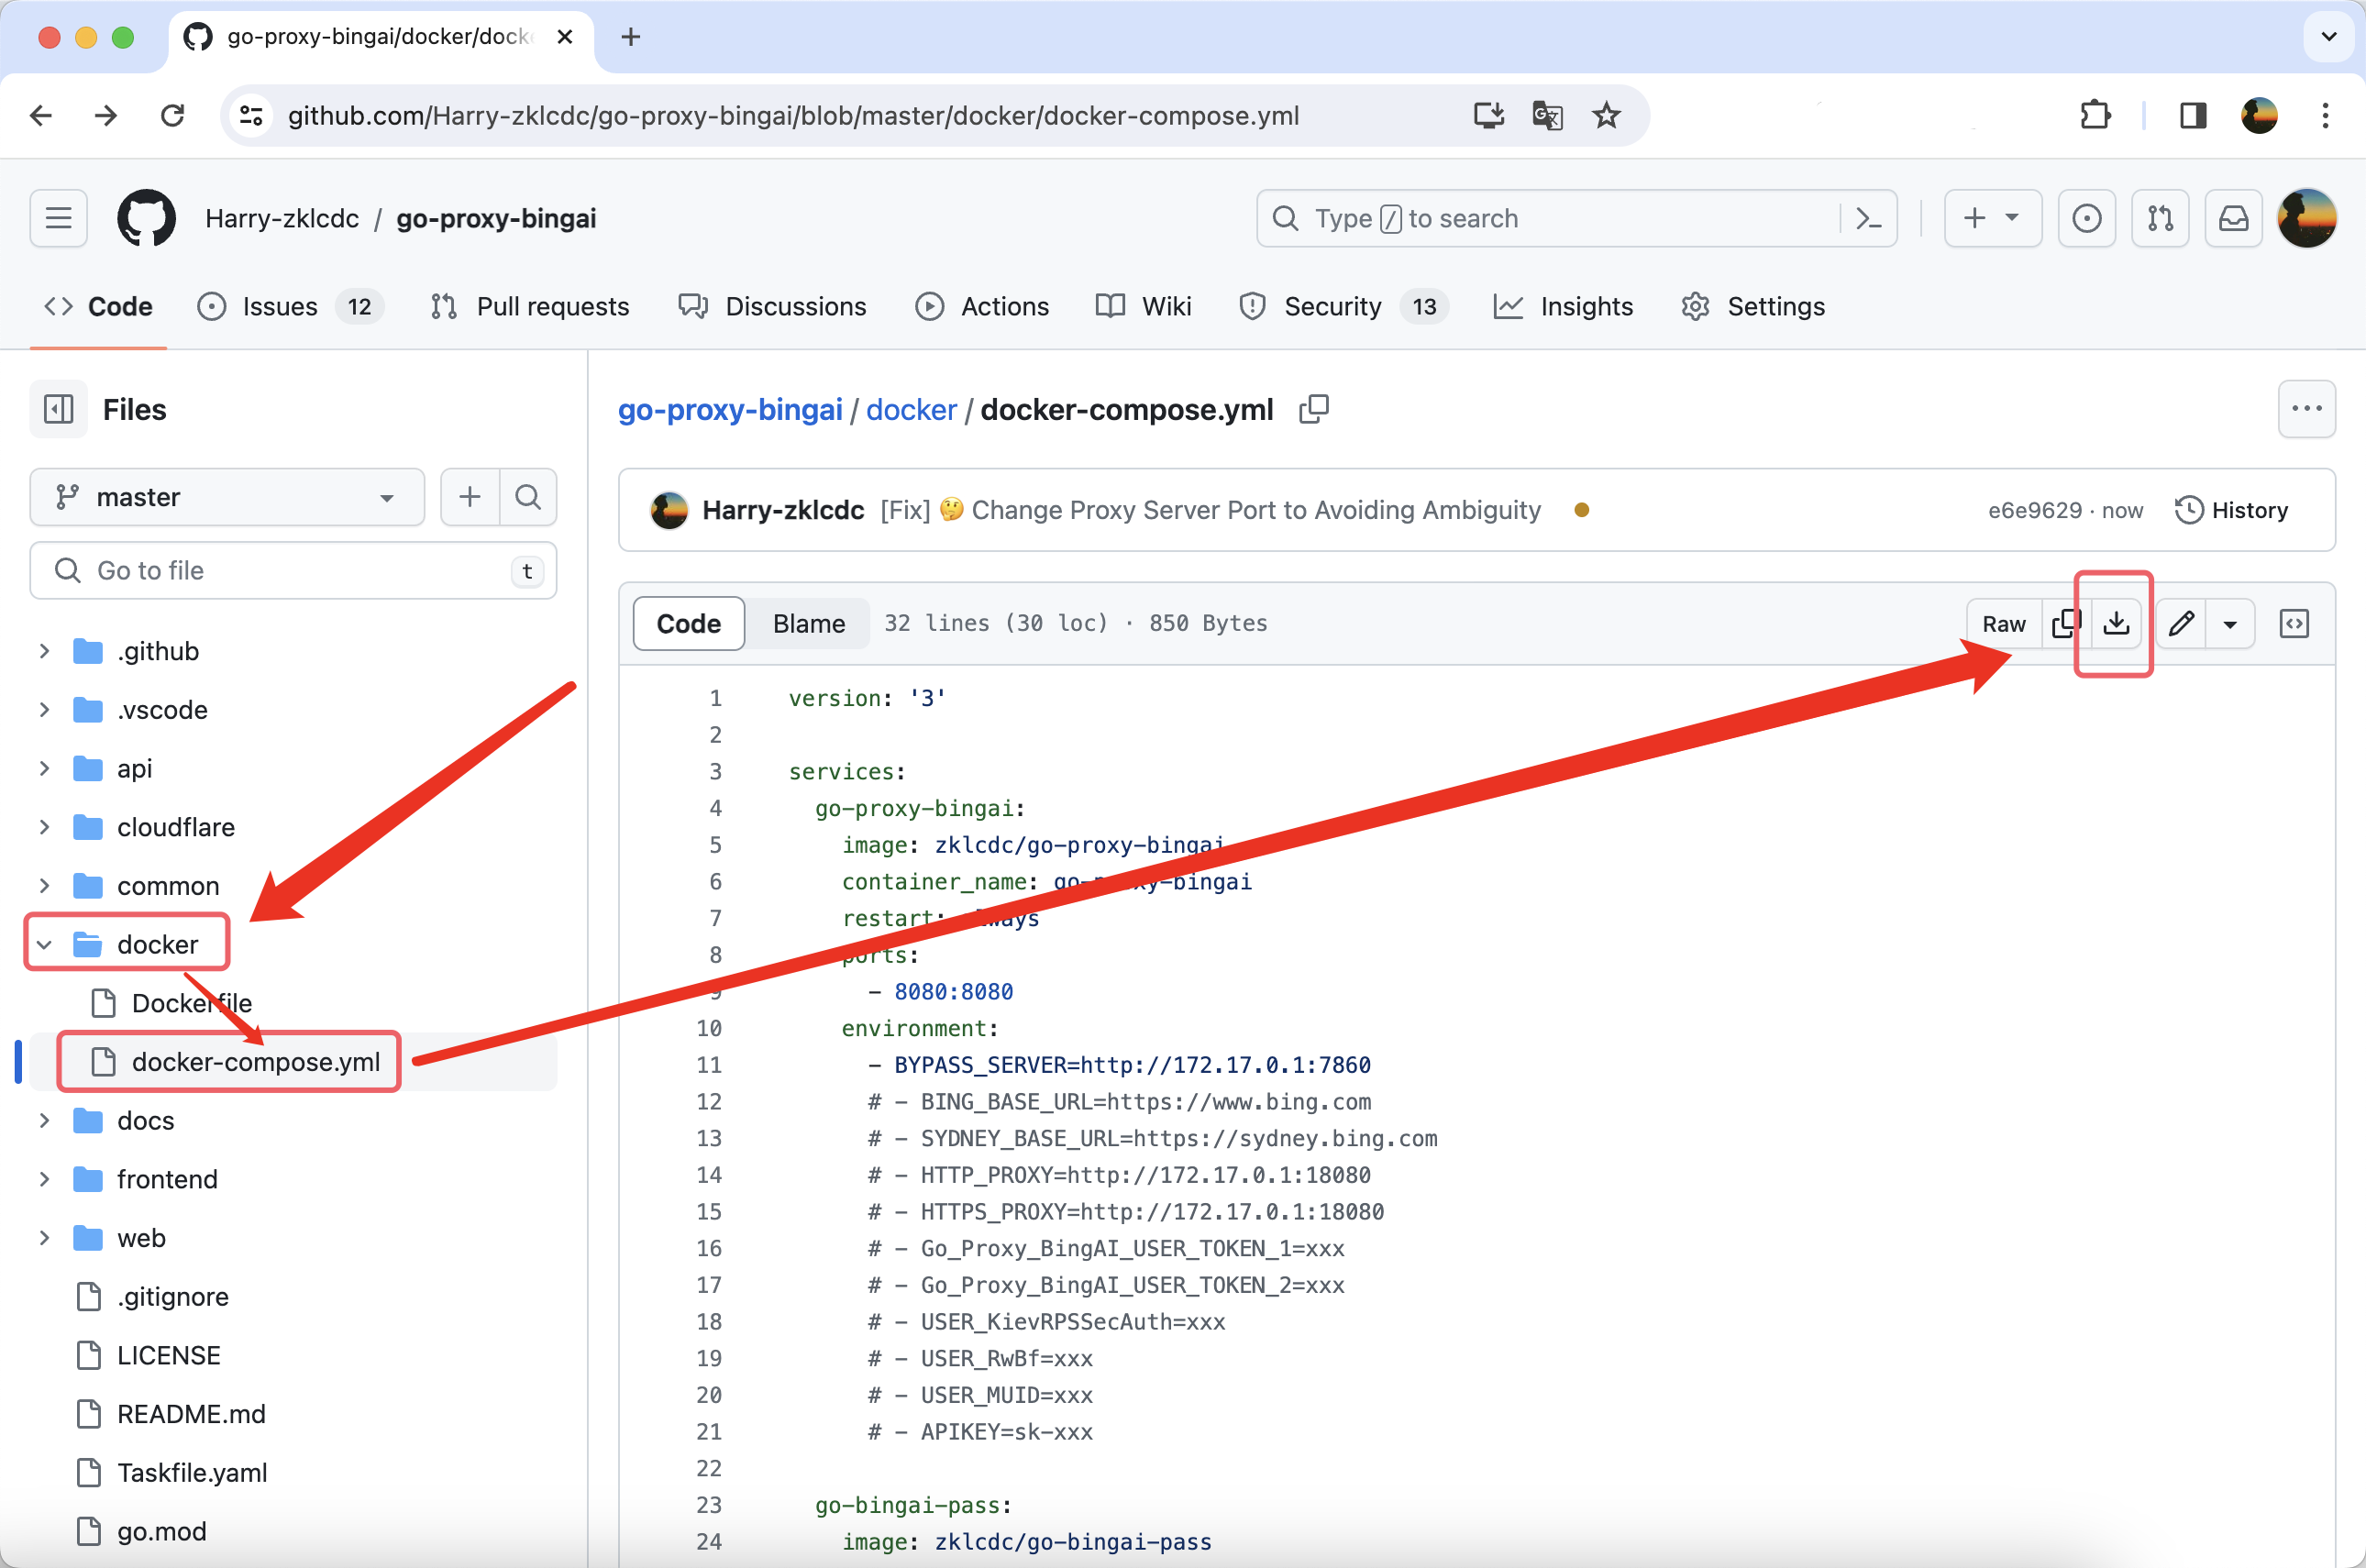 go-proxy-bingai/docker/dock
github.com/Harry-zklcdc/go-proxy-bingai/blob/master/docker/docker-compose.yml
Harry-zklcdc / go-proxy-bingai
Type / to search
Code
Issues 12
Pull requests
Discussions
Actions
Wiki
Security 13
Insights
Settings
Files
master
Go to file
t
.github
.vscode
api
cloudflare
common
docker
Dockerfile
docker-compose.yml
docs
frontend
web
.gitignore
LICENSE
README.md
Taskfile.yaml
go.mod
go-proxy-bingai / docker / docker-compose.yml
Harry-zklcdc [Fix] 🤔 Change Proxy Server Port to Avoiding Ambiguity
e6e9629 · now
History
Code
Blame
32 lines (30 loc) · 850 Bytes
Raw
1 version: '3'
2
3 services:
4 go-proxy-bingai:
5 image: zklcdc/go-proxy-bingai
6 container_name: go-proxy-bingai
7 restart: always
8 ports:
9 - 8080:8080
10 environment:
11 - BYPASS_SERVER=http://172.17.0.1:7860
12 # - BING_BASE_URL=https://www.bing.com
13 # - SYDNEY_BASE_URL=https://sydney.bing.com
14 # - HTTP_PROXY=http://172.17.0.1:18080
15 # - HTTPS_PROXY=http://172.17.0.1:18080
16 # - Go_Proxy_BingAI_USER_TOKEN_1=xxx
17 # - Go_Proxy_BingAI_USER_TOKEN_2=xxx
18 # - USER_KievRPSSecAuth=xxx
19 # - USER_RwBf=xxx
20 # - USER_MUID=xxx
21 # - APIKEY=sk-xxx
22
23 go-bingai-pass:
24 image: zklcdc/go-bingai-pass